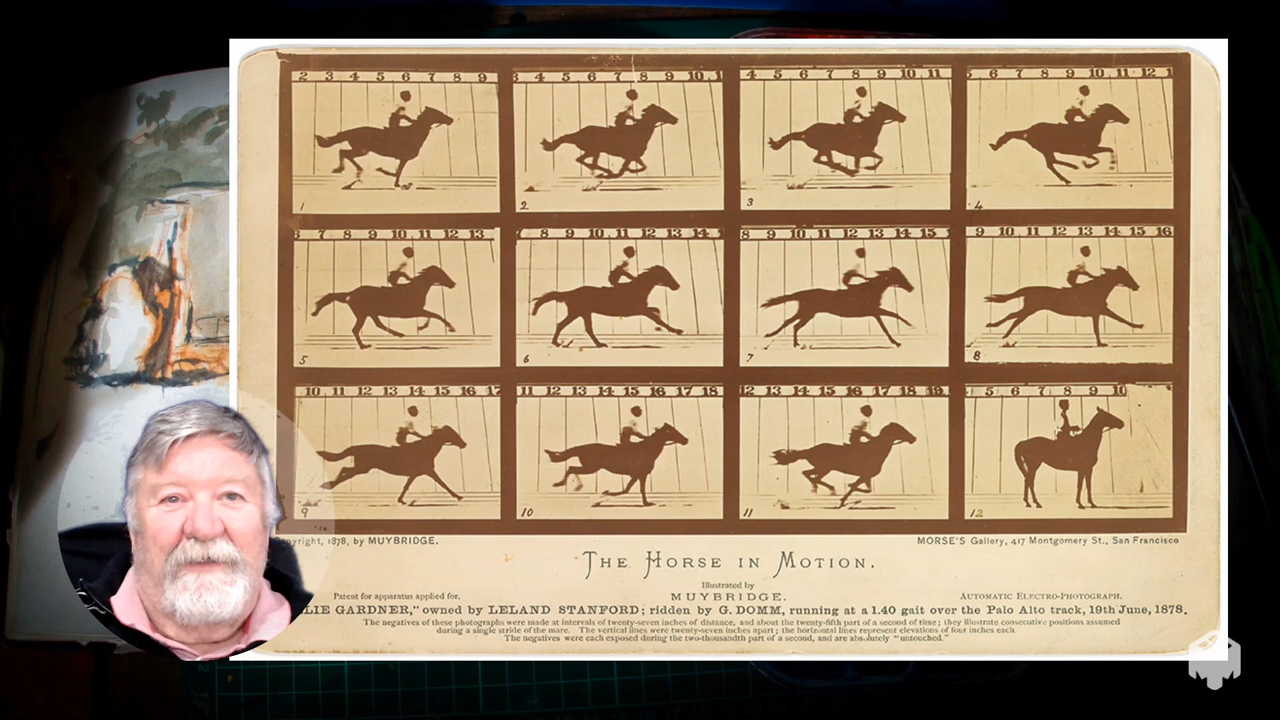 2 3 4 5 6 7 8 9
3 4 5 6 7 8 9 10 1
4 5 6 7 8 9 10 11
5 6 7 8 9 10 11 12 1
1
2
3
4
6 7 8 9 10 11 12 13
7 8 9 10 11 12 13 14 1
8 9 10 11 12 13 14 15 1
9 10 11 12 13 14 15 16
5
6
7
8
10 11 12 13 14 15 16 17
11 12 13 14 15 16 17 18
12 13 14 15 16 17 18 19
5 6 7 8 9 10
9
10
11
12
pyright, 1878, by MUYBRIDGE.
MORSE'S Gallery, 417 Montgomery St., San Francisco
THE HORSE IN MOTION.
Illustrated by
Patent for apparatus applied for.
MUYBRIDGE.
AUTOMATIC ELECTRO-PHOTOGRAPH.
LIE GARDNER," owned by LELAND STANFORD; ridden by G. DOMM, running at a 1.40 gait over the Palo Alto track, 19th June, 1878.
The negatives of these photographs were made at intervals of twenty-seven inches of distance, and about the twenty-fifth part of a second of time; they illustrate consecutive positions assumed
during a single stride of the mare. The vertical lines were twenty-seven inches apart; the horizontal lines represent elevations of four inches each.
The negatives were each exposed during the two-thousandth part of a second, and are absolutely "untouched."